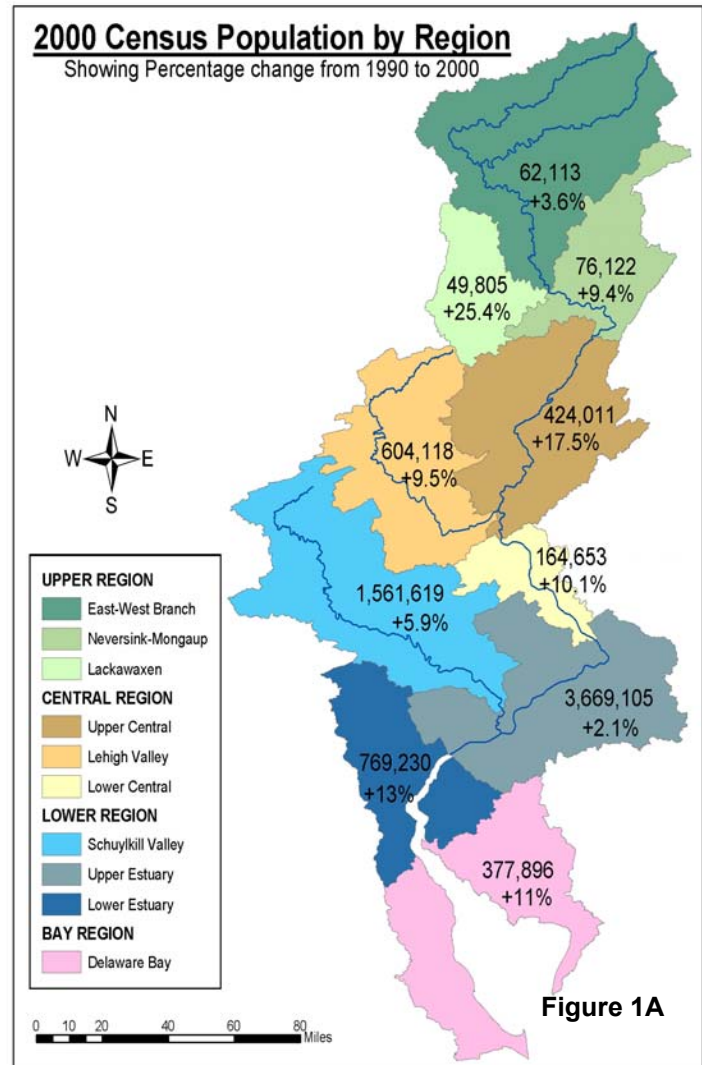 2000 Census Population by Region
Showing Percentage change from 1990 to 2000
62,113
+3.6%
76,122
+9.4%
49,805
+25.4%
424,011
+17.5%
604,118
+9.5%
N
W E
S
164,653
+10.1%
1,561,619
+5.9%
3,669,105
+2.1%
769,230
+13%
377,896
+11%
UPPER REGION
East-West Branch
Neversink-Mongaup
Lackawaxen
CENTRAL REGION
Upper Central
Lehigh Valley
Lower Central
LOWER REGION
Schuylkill Valley
Upper Estuary
Lower Estuary
BAY REGION
Delaware Bay
Figure 1A
0 10 20 40 60 80
Miles